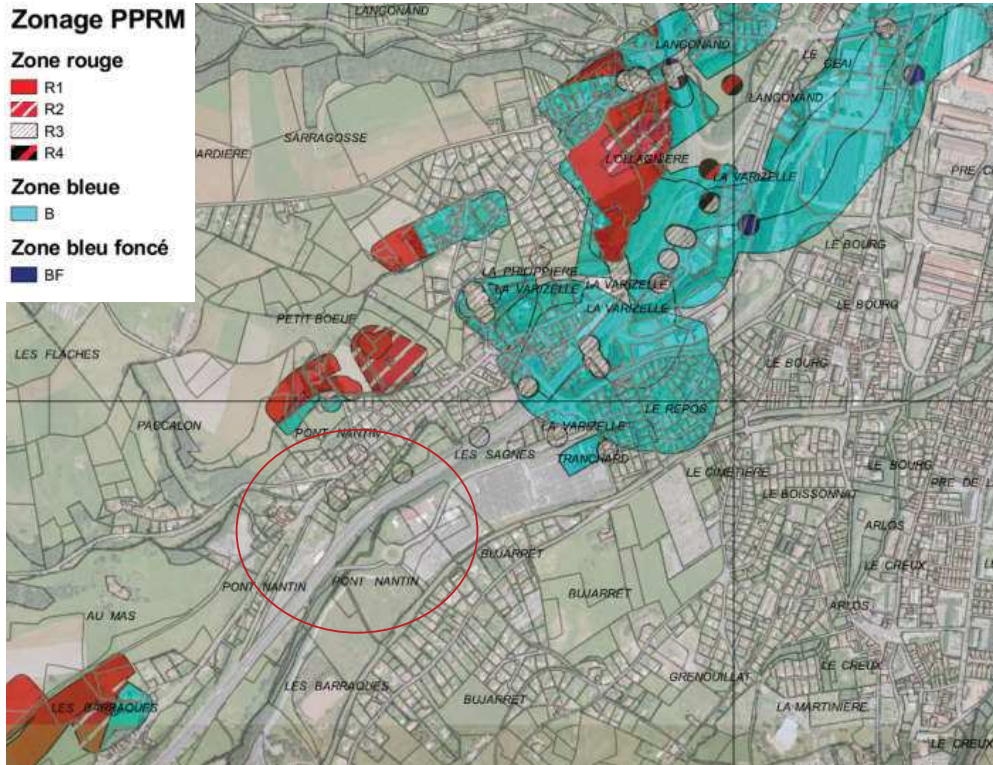 Zonage PPRM
Zone rouge
R1
R2
R3
R4
Zone bleue
B
Zone bleu foncé
BF
LANGONAND
LANGONAND
LE GEAI
LANGONAND
SARRAGOSSE
ARDIERE
L'OLLAGNIERE
LA VARIZELLE
PRE C
LE BOURG
LA PHILIPPIERE
LA VARIZELLE
LA VARIZELLE
LA VARIZELLE
LE BOURG
PETIT BOEUF
LES FLACHES
LE BOURG
LE REPOS
PACCALON
PONT NANTIN
LA VARIZELLE
LES SAGNES
TRANCHARD
LE CIMETIERE
LE BOURG
PRE DE L
LE BOISSONNAT
ARLOS
BUJARRET
LE CREUX
PONT NANTIN
PONT NANTIN
BUJARRET
AU MAS
ARLOS
LE CREUX
GRENOUILLAT
LES BARRAQUES
BUJARRET
LES BARRAQUES
LA MARTINIERE
LE CREUX